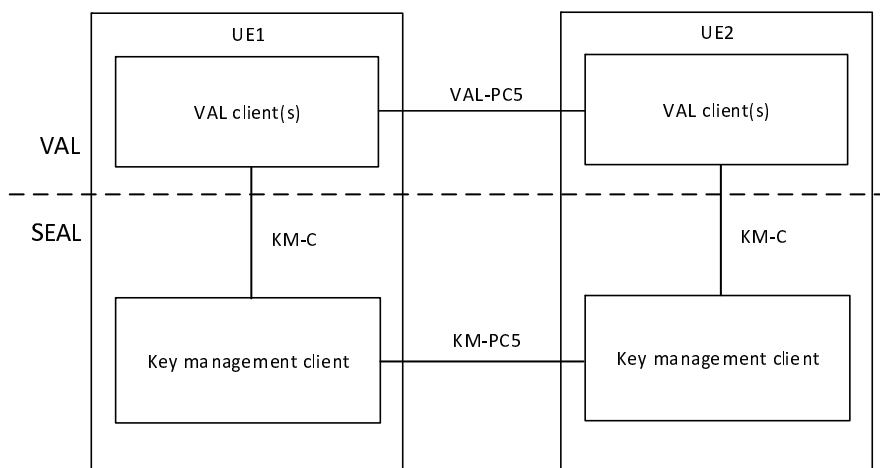 UE1
UE2
VAL client(s)
VAL-PC5
VAL client(s)
VAL
SEAL
KM-C
KM-C
KM-PC5
Key management client
Key management client